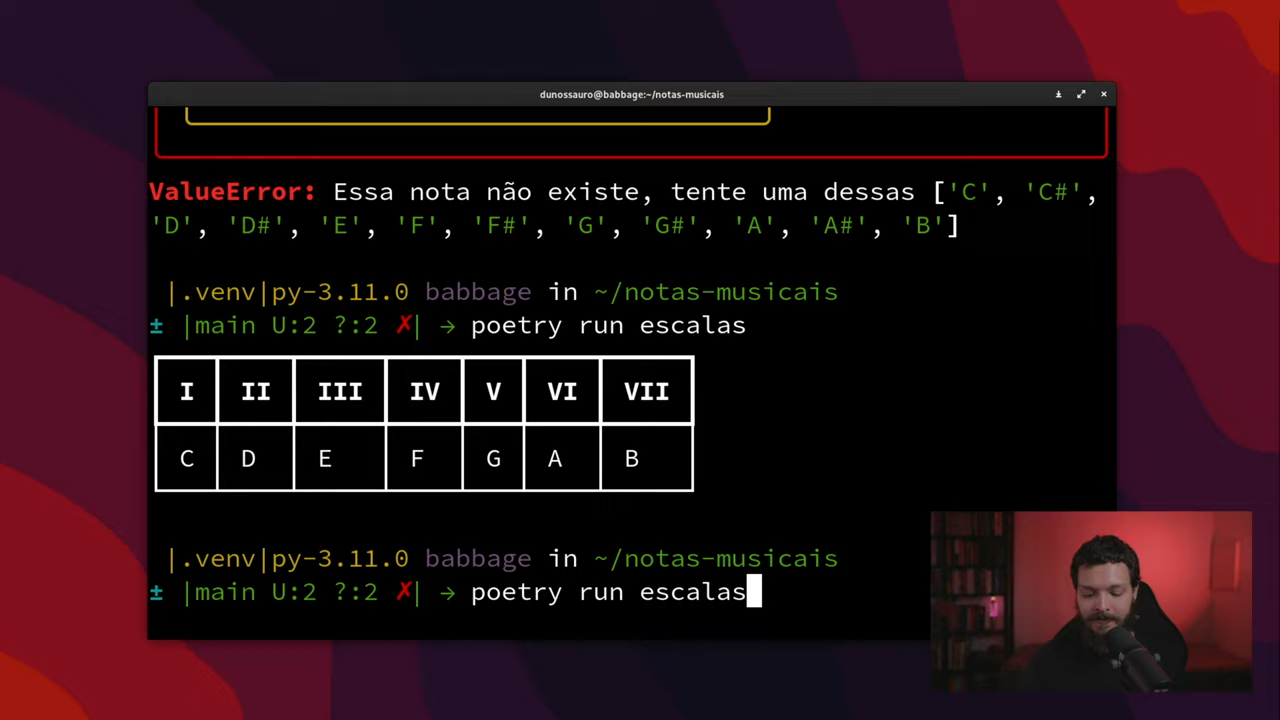 dunossauro@babbage:~/notas-musicais
ValueError: Essa nota não existe, tente uma dessas ['C', 'C#',
'D', 'D#', 'E', 'F', 'F#', 'G', 'G#', 'A', 'A#', 'B']
|.venv|py-3.11.0 babbage in ~/notas-musicais
± |main U:2 ?:2 ✗| → poetry run escalas
I II III IV V VI VII
C D E F G A B
|.venv|py-3.11.0 babbage in ~/notas-musicais
± |main U:2 ?:2 ✗| → poetry run escalas